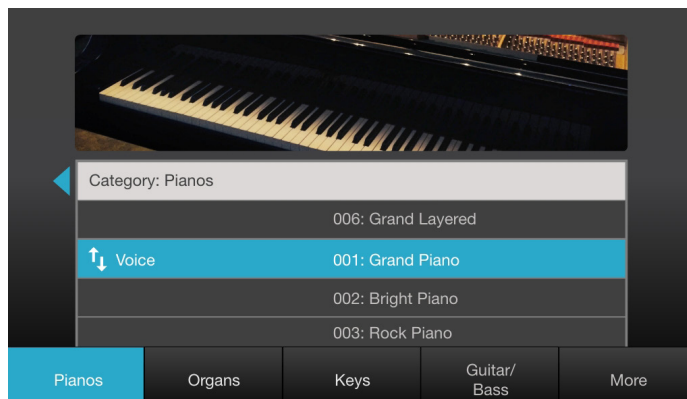 Category: Pianos
006: Grand Layered
Voice 001: Grand Piano
002: Bright Piano
003: Rock Piano
Pianos Organs Keys Guitar/
Bass More